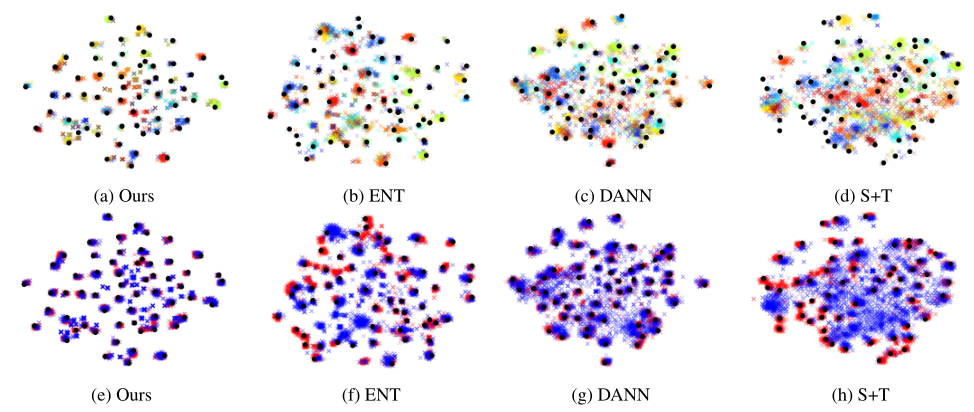 (a) Ours (b) ENT (c) DANN (d) S+T
(e) Ours (f) ENT (g) DANN (h) S+T